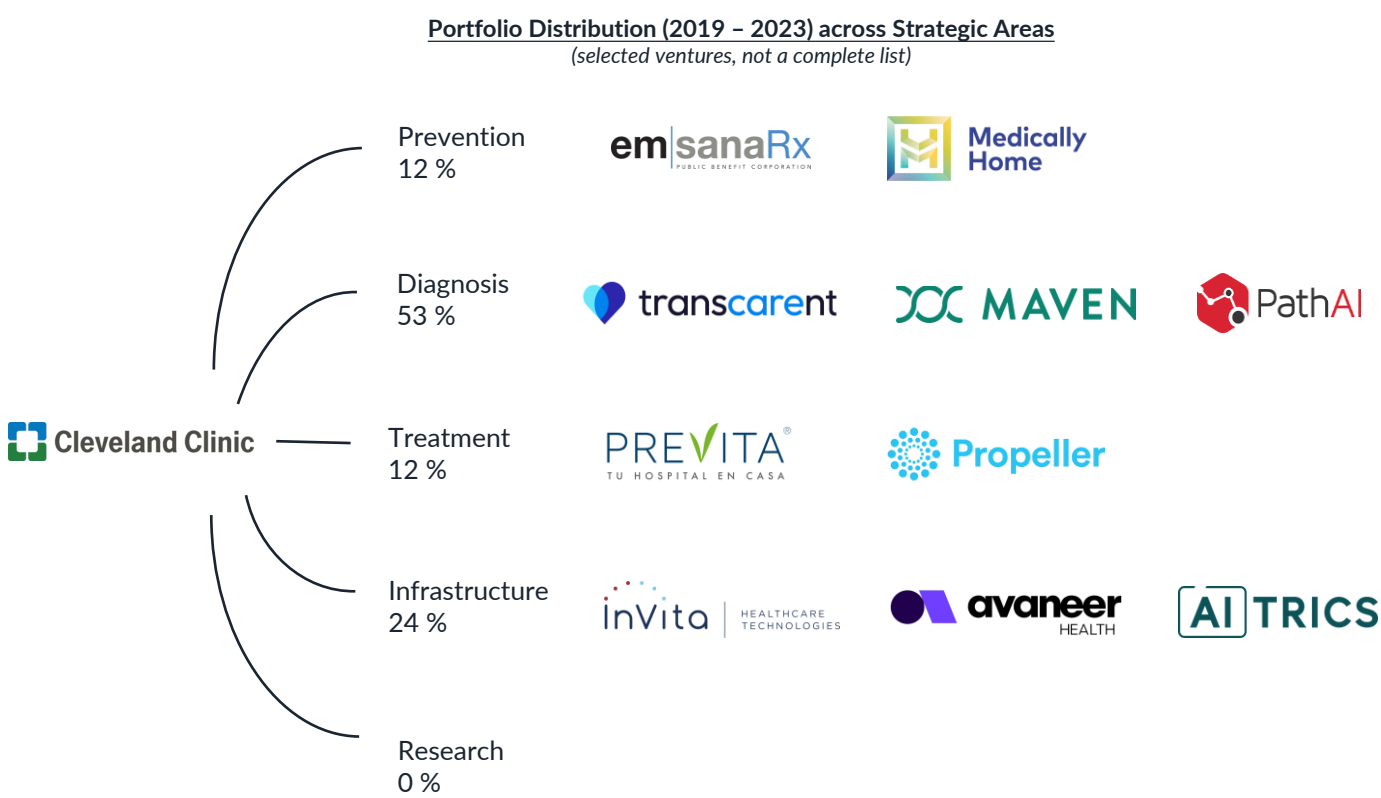 Portfolio Distribution (2019 – 2023) across Strategic Areas
(selected ventures, not a complete list)
Prevention
12 %
em|sanaRx
PUBLIC BENEFIT CORPORATION
Medically
Home
Diagnosis
53 %
transcarent
MAVEN
PathAI
Cleveland Clinic
Treatment
12 %
PREVITA®
TU HOSPITAL EN CASA
Propeller
Infrastructure
24 %
InVita
HEALTHCARE
TECHNOLOGIES
avaneer
HEALTH
AITRICS
Research
0 %